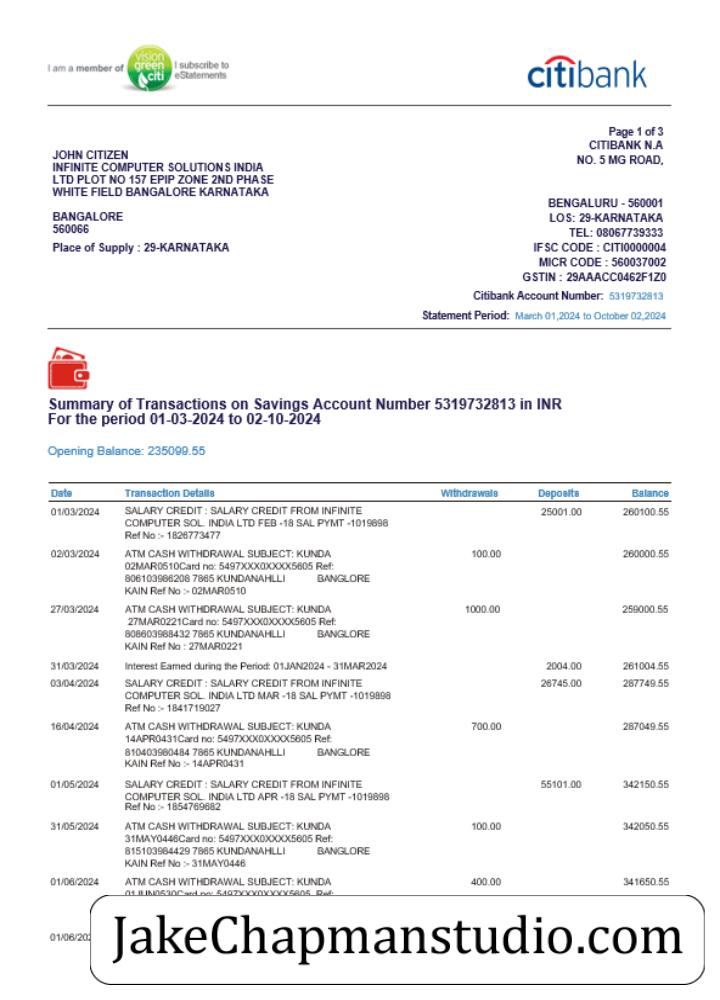 I am a member of vision green citi I subscribe to eStatements
citibank
Page 1 of 3
CITIBANK N.A
NO. 5 MG ROAD,
JOHN CITIZEN
INFINITE COMPUTER SOLUTIONS INDIA
LTD PLOT NO 157 EPIP ZONE 2ND PHASE
WHITE FIELD BANGALORE KARNATAKA
BANGALORE
560066
Place of Supply : 29-KARNATAKA
BENGALURU - 560001
LOS: 29-KARNATAKA
TEL: 08067739333
IFSC CODE : CITI0000004
MICR CODE : 560037002
GSTIN : 29AAACC0462F1Z0
Citibank Account Number: 5319732813
Statement Period: March 01,2024 to October 02,2024
Summary of Transactions on Savings Account Number 5319732813 in INR
For the period 01-03-2024 to 02-10-2024
Opening Balance: 235099.55
Date Transaction Details Withdrawals Deposits Balance
01/03/2024 SALARY CREDIT : SALARY CREDIT FROM INFINITE 25001.00 260100.55
COMPUTER SOL. INDIA LTD FEB -18 SAL PYMT -1019898
Ref No :- 1826773477
02/03/2024 ATM CASH WITHDRAWAL SUBJECT: KUNDA 100.00 260000.55
02MAR0510Card no: 5497XXX0XXXX5605 Ref:
806103986208 7865 KUNDANAHLLI BANGLORE
KAIN Ref No :- 02MAR0510
27/03/2024 ATM CASH WITHDRAWAL SUBJECT: KUNDA 1000.00 259000.55
27MAR0221Card no: 5497XXX0XXXX5605 Ref:
808603988432 7865 KUNDANAHLLI BANGLORE
KAIN Ref No : 27MAR0221
31/03/2024 Interest Earned during the Period: 01JAN2024 - 31MAR2024 2004.00 261004.55
03/04/2024 SALARY CREDIT : SALARY CREDIT FROM INFINITE 26745.00 287749.55
COMPUTER SOL. INDIA LTD MAR -18 SAL PYMT -1019898
Ref No :- 1841719027
16/04/2024 ATM CASH WITHDRAWAL SUBJECT: KUNDA 700.00 287049.55
14APR0431Card no: 5497XXX0XXXX5605 Ref:
810403980484 7865 KUNDANAHLLI BANGLORE
KAIN Ref No :- 14APR0431
01/05/2024 SALARY CREDIT : SALARY CREDIT FROM INFINITE 55101.00 342150.55
COMPUTER SOL. INDIA LTD APR -18 SAL PYMT -1019898
Ref No :- 1854769682
31/05/2024 ATM CASH WITHDRAWAL SUBJECT: KUNDA 100.00 342050.55
31MAY0446Card no: 5497XXX0XXXX5605 Ref:
815103984429 7865 KUNDANAHLLI BANGLORE
KAIN Ref No :- 31MAY0446
01/06/2024 ATM CASH WITHDRAWAL SUBJECT: KUNDA 400.00 341650.55
01JUN0530Card no: 5497XXX0XXXX5605 Ref:
JakeChapmanstudio.com